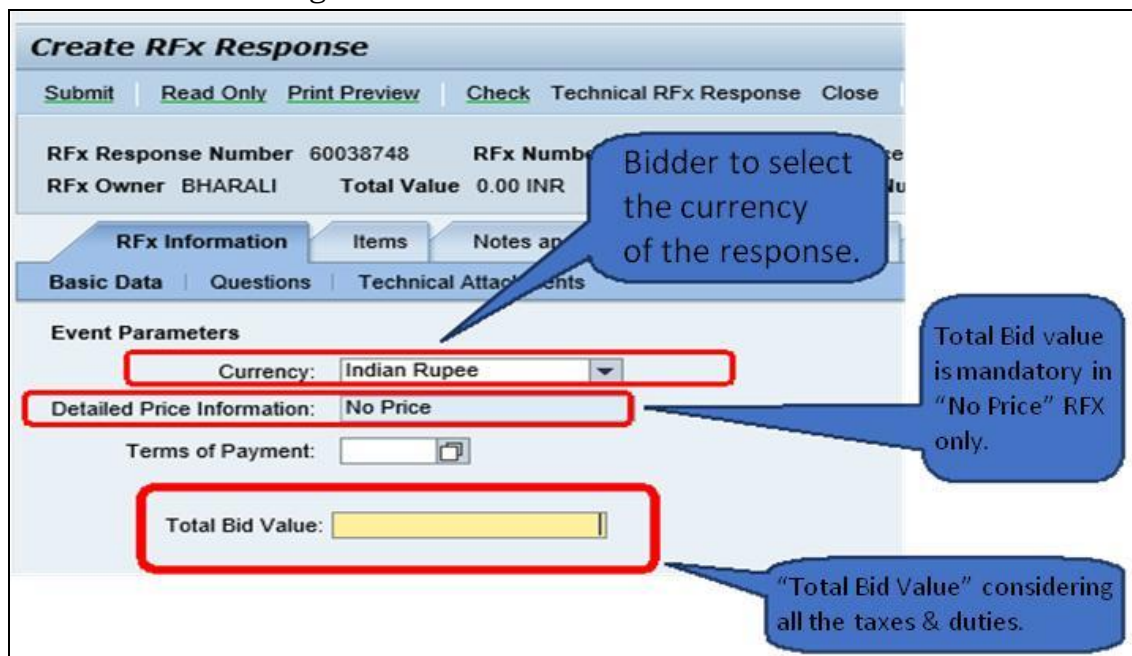 Create RFx Response
Submit Read Only Print Preview Check Technical RFx Response Close
RFx Response Number 60038748 RFx
RFx Owner BHARALI Total Value 0.00 INR
Bidder to select
the currency
of the response.
RFx Information Items Notes
Basic Data Questions Technical
Event Parameters
Currency: Indian Rupee
Detailed Price Information: No Price
Terms of Payment:
Total Bid Value:
Total Bid value
is mandatory in
“No Price” RFX
only.
“Total Bid Value” considering
all the taxes & duties.